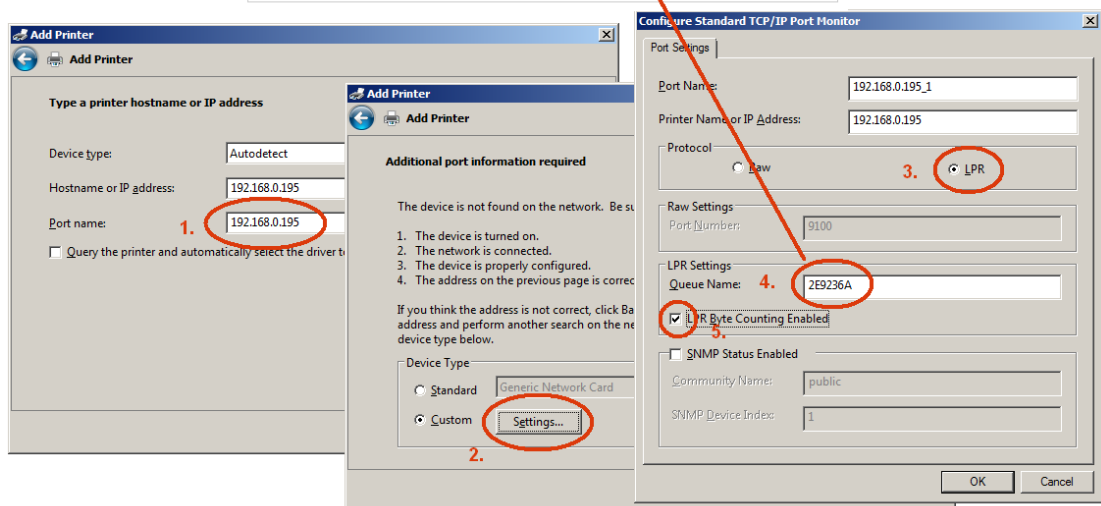 Add Printer
Add Printer
Type a printer hostname or IP address
Device type:
Autodetect
Hostname or IP address:
192.168.0.195
Port name:
192.168.0.195
1.
Query the printer and automatically select the driver t
Add Printer
Add Printer
Additional port information required
The device is not found on the network. Be su
1. The device is turned on.
2. The network is connected.
3. The device is properly configured.
4. The address on the previous page is correc
If you think the address is not correct, click Ba
address and perform another search on the ne
device type below.
Device Type
Standard
Generic Network Card
Custom
Settings...
2.
Configure Standard TCP/IP Port Monitor
Port Settings
Port Name:
192.168.0.195_1
Printer Name or IP Address:
192.168.0.195
Protocol
Raw
3.
LPR
Raw Settings
Port Number:
9100
LPR Settings
Queue Name:
4.
2E9236A
LPR Byte Counting Enabled
5.
SNMP Status Enabled
Community Name:
public
SNMP Device Index:
1
OK
Cancel